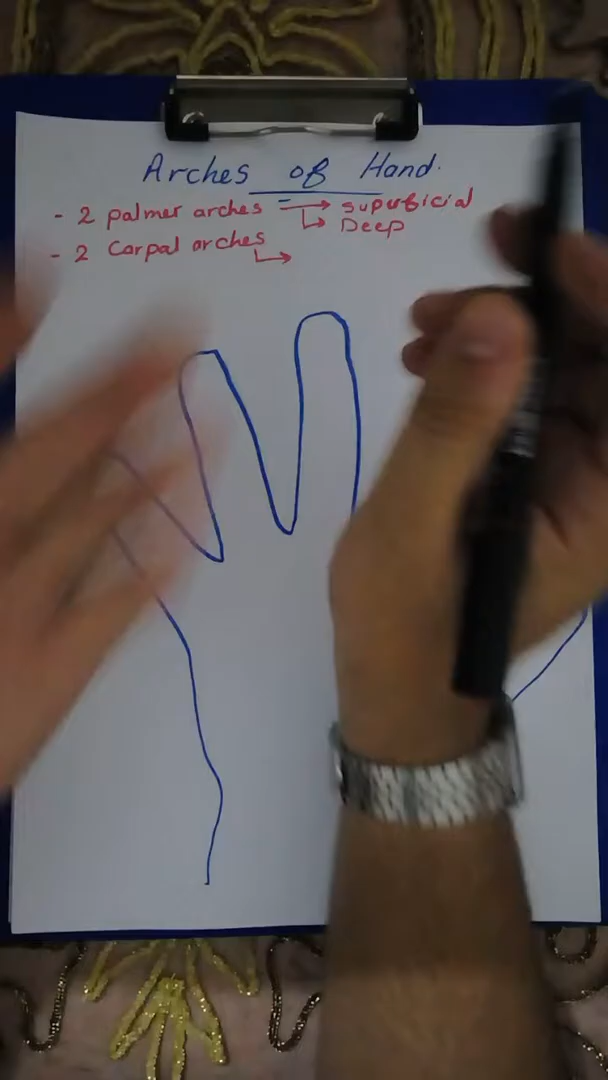 Arches of Hand.
- 2 palmer arches → superficial
↳ Deep
- 2 Carpal arches ↳